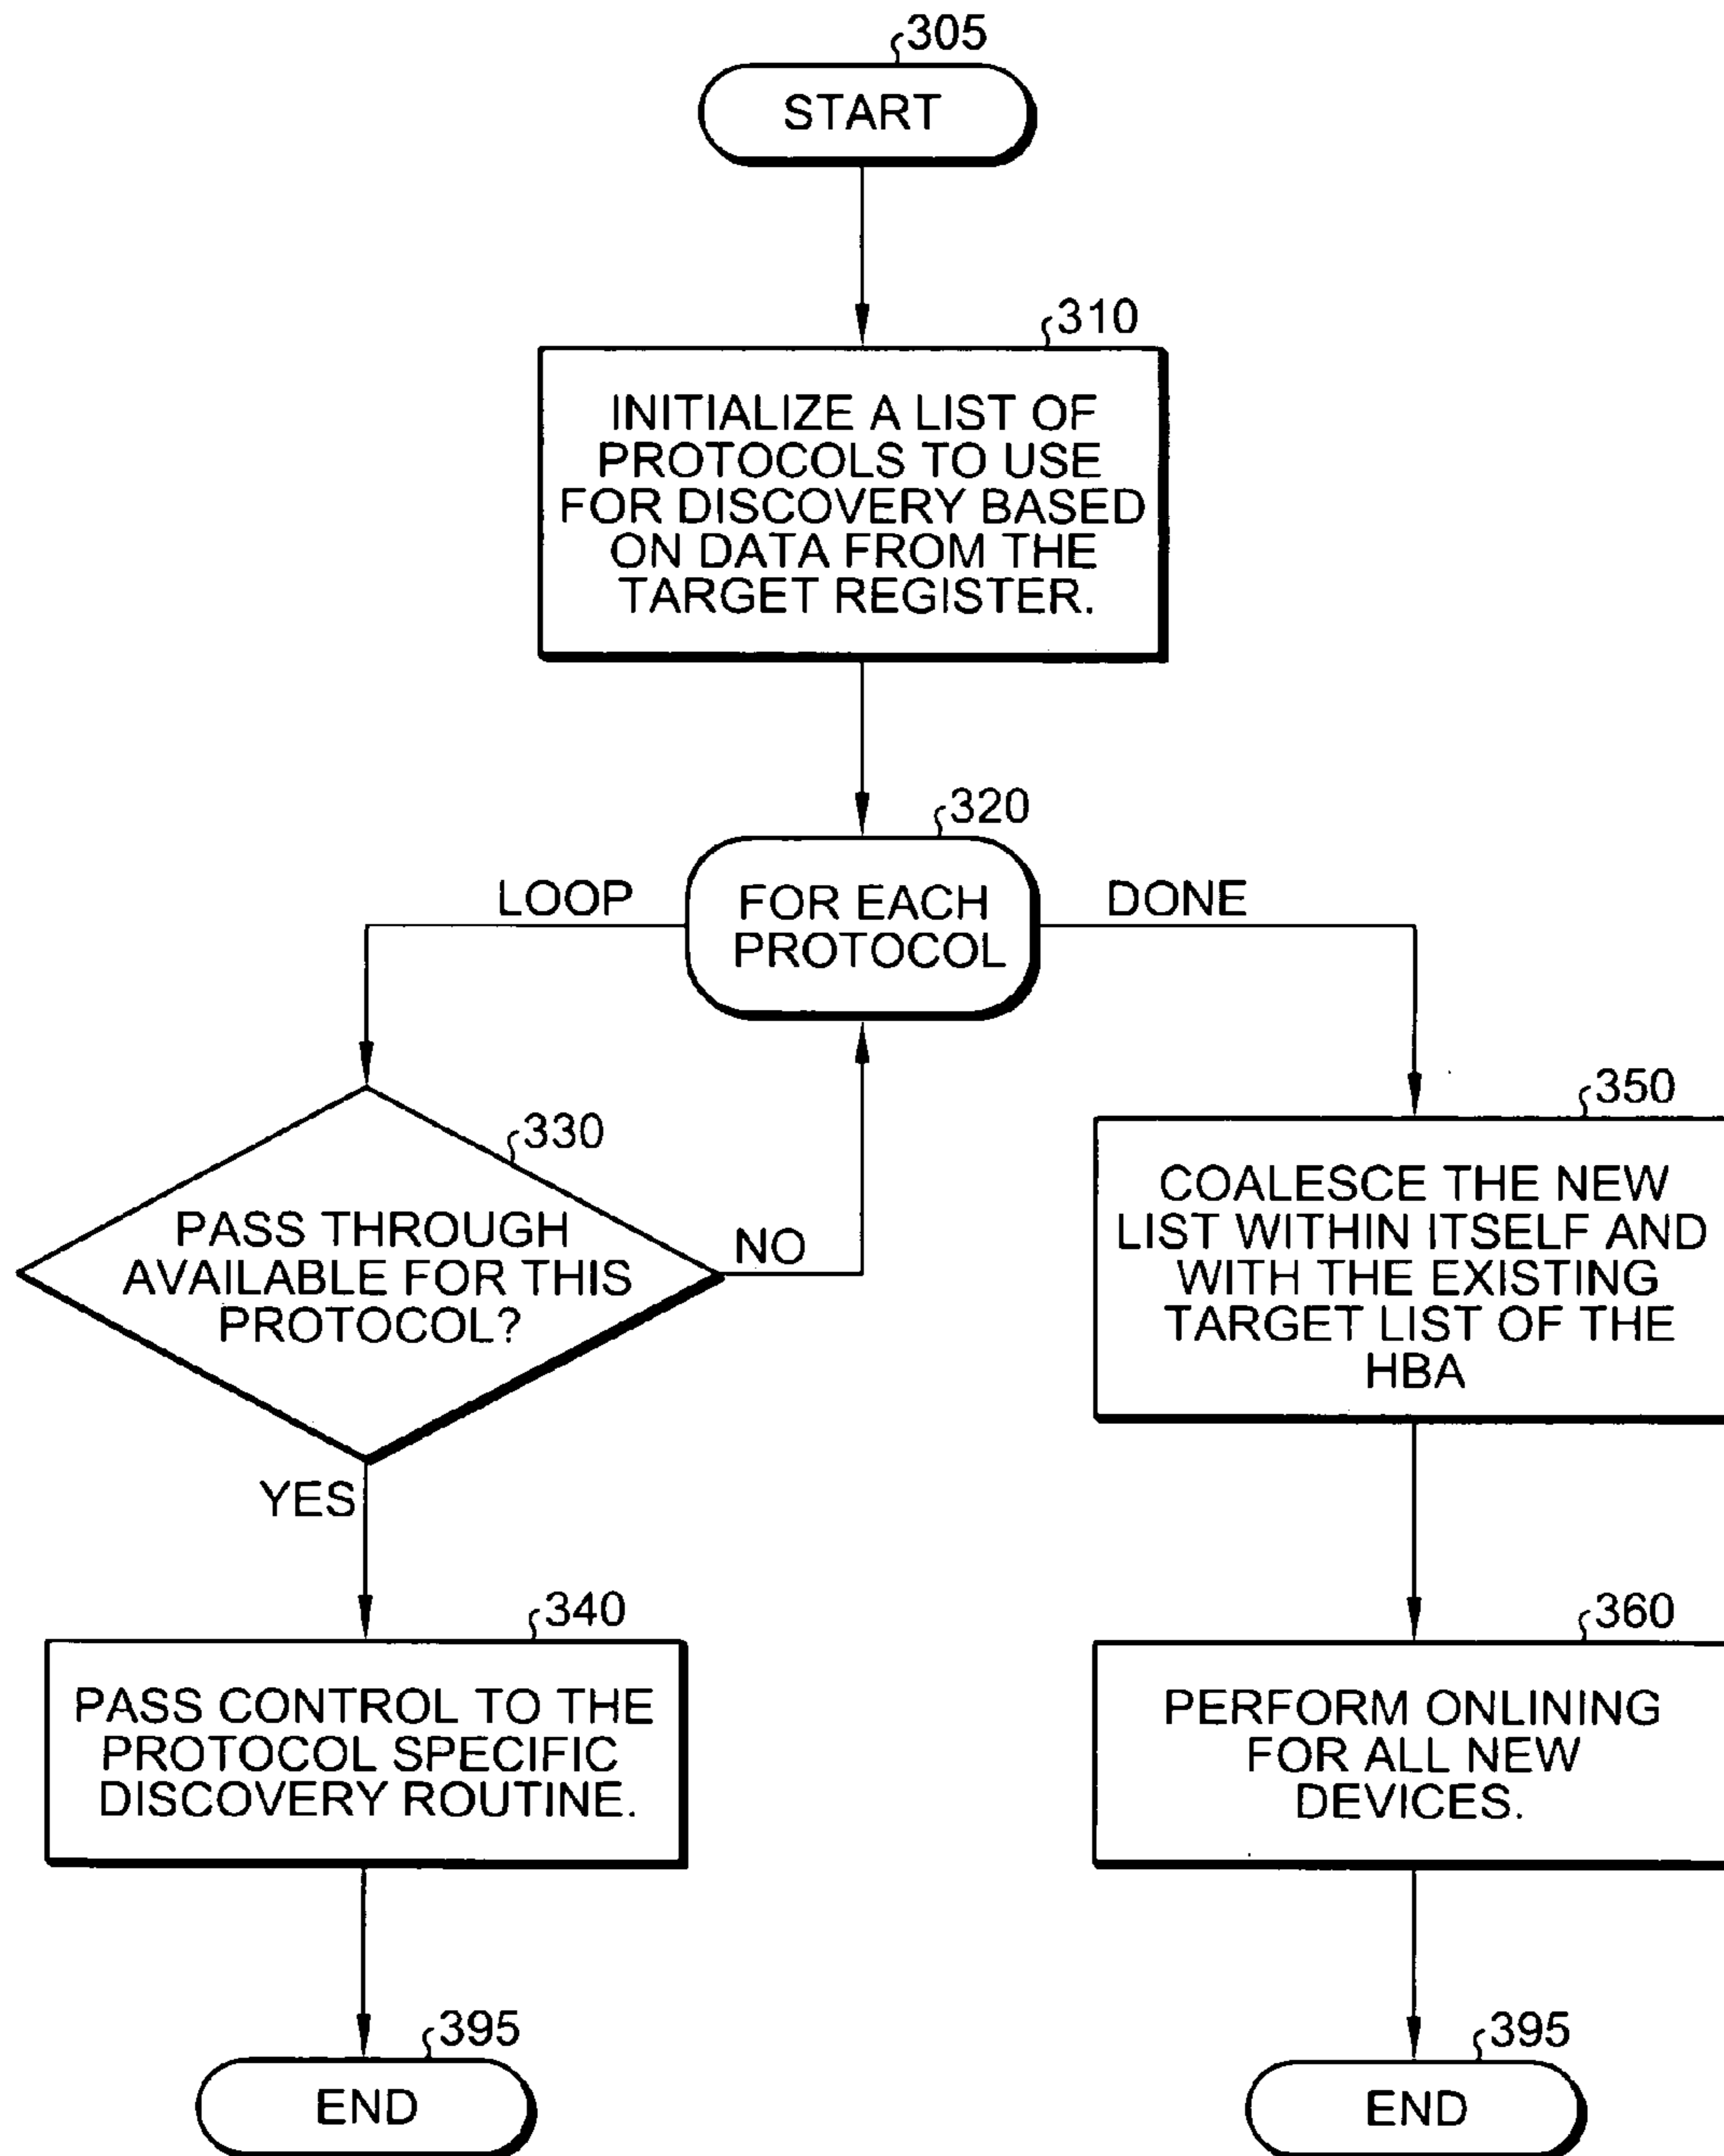 305
START
310
INITIALIZE A LIST OF
PROTOCOLS TO USE
FOR DISCOVERY BASED
ON DATA FROM THE
TARGET REGISTER.
320
LOOP
FOR EACH
PROTOCOL
DONE
330
PASS THROUGH
AVAILABLE FOR THIS
PROTOCOL?
NO
YES
350
COALESCE THE NEW
LIST WITHIN ITSELF AND
WITH THE EXISTING
TARGET LIST OF THE
HBA
340
PASS CONTROL TO THE
PROTOCOL SPECIFIC
DISCOVERY ROUTINE.
360
PERFORM ONLINING
FOR ALL NEW
DEVICES.
395
END
395
END